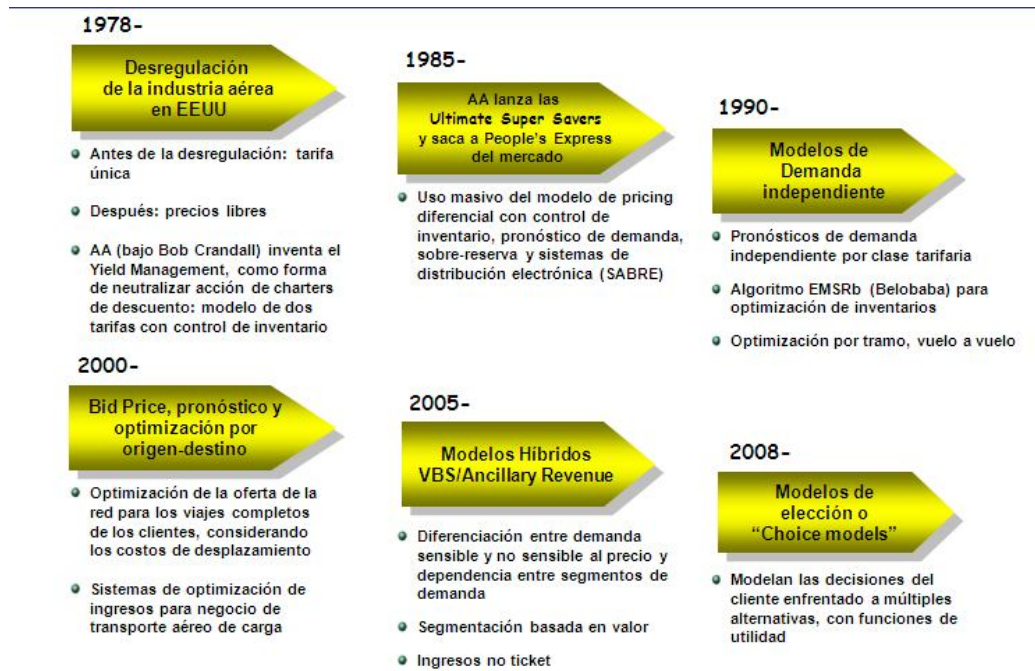 1978-
Desregulación
de la industria aérea
en EEUU
Antes de la desregulación: tarifa
única
Después: precios libres
AA (bajo Bob Crandall) inventa el
Yield Management, como forma
de neutralizar acción de charters
de descuento: modelo de dos
tarifas con control de inventario
1985-
AA lanza las
Ultimate Super Savers
y saca a People's Express
del mercado
Uso masivo del modelo de pricing
diferencial con control de
inventario, pronóstico de demanda,
sobre-reserva y sistemas de
distribución electrónica (SABRE)
1990-
Modelos de
Demanda
independiente
Pronósticos de demanda
independiente por clase tarifaria
Algoritmo EMSRb (Belobaba) para
optimización de inventarios
Optimización por tramo, vuelo a vuelo
2000-
Bid Price, pronóstico y
optimización por
origen-destino
Optimización de la oferta de la
red para los viajes completos
de los clientes, considerando
los costos de desplazamiento
Sistemas de optimización de
ingresos para negocio de
transporte aéreo de carga
2005-
Modelos Híbridos
VBS/Ancillary Revenue
Diferenciación entre demanda
sensible y no sensible al precio y
dependencia entre segmentos de
demanda
Segmentación basada en valor
Ingresos no ticket
2008-
Modelos de
elección o
“Choice models”
Modelan las decisiones del
cliente enfrentado a múltiples
alternativas, con funciones de
utilidad